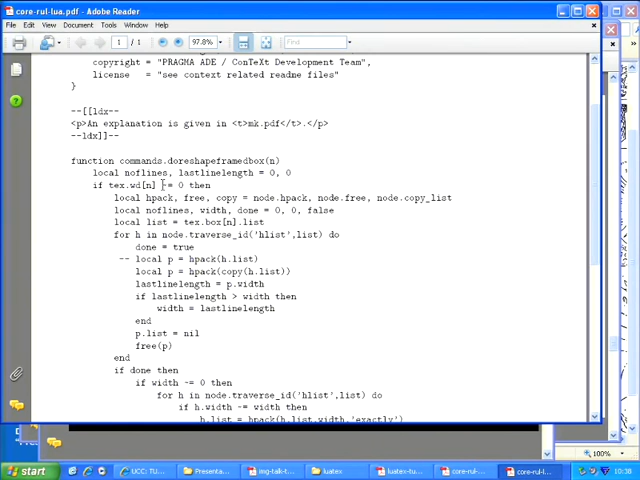 core-rul-lua.pdf - Adobe Reader
File Edit View Document Tools Window Help
1 / 1 97.8% Find
copyright = "PRAGMA ADE / ConTeXt Development Team",
license = "see context related readme files"
}
--[[ldx--
<p>An explanation is given in <t>mk.pdf</t>.</p>
--ldx]]--
function commands.doreshapeframedbox(n)
local noflines, lastlinelength = 0, 0
if tex.wd[n] ~= 0 then
local hpack, free, copy = node.hpack, node.free, node.copy_list
local noflines, width, done = 0, 0, false
local list = tex.box[n].list
for h in node.traverse_id('hlist',list) do
done = true
-- local p = hpack(h.list)
local p = hpack(copy(h.list))
lastlinelength = p.width
if lastlinelength > width then
width = lastlinelength
end
p.list = nil
free(p)
end
if done then
if width ~= 0 then
for h in node.traverse_id('hlist',list) do
if h.width ~= width then
h.list = hpack(h.list,width,'exactly')
100%
start UCC: TU... Presenta... img-talk-t... luatex luatex-tu... core-rul-... core-rul-l... 10:38